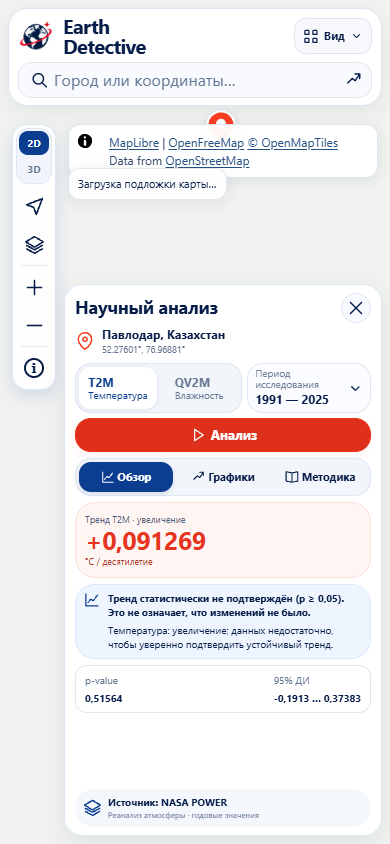 Earth
Detective
Вид
Город или координаты...
2D
3D
MapLibre | OpenFreeMap © OpenMapTiles
Data from OpenStreetMap
Загрузка подложки карты...
Научный анализ
Павлодар, Казахстан
52.27601°, 76.96881°
T2M
Температура
QV2M
Влажность
Период
исследования
1991 — 2025
Анализ
Обзор
Графики
Методика
Тренд T2M · увеличение
+0,091269
°C / десятилетие
Тренд статистически не подтверждён (p ≥ 0,05).
Это не означает, что изменений не было.
Температура: увеличение; данных недостаточно,
чтобы уверенно подтвердить устойчивый тренд.
p-value
0,51564
95% ДИ
-0,1913 ... 0,37383
Источник: NASA POWER
Реанализ атмосферы · годовые значения